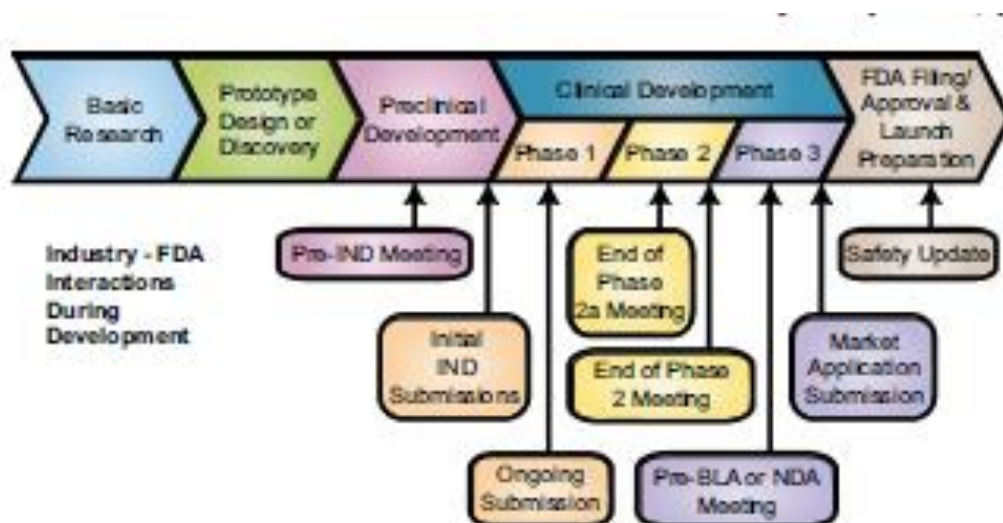 Basic
Research
Prototype
Design or
Discovery
Preclinical
Development
Clinical Development
Phase 1
Phase 2
Phase 3
FDA Filing/
Approval &
Launch
Preparation
Industry - FDA
Interactions
During
Development
Pre-IND Meeting
Initial
IND
Submissions
Ongoing
Submission
End of
Phase
2a Meeting
End of Phase
2 Meeting
Pre-BLA or NDA
Meeting
Market
Application
Submission
Safety Update